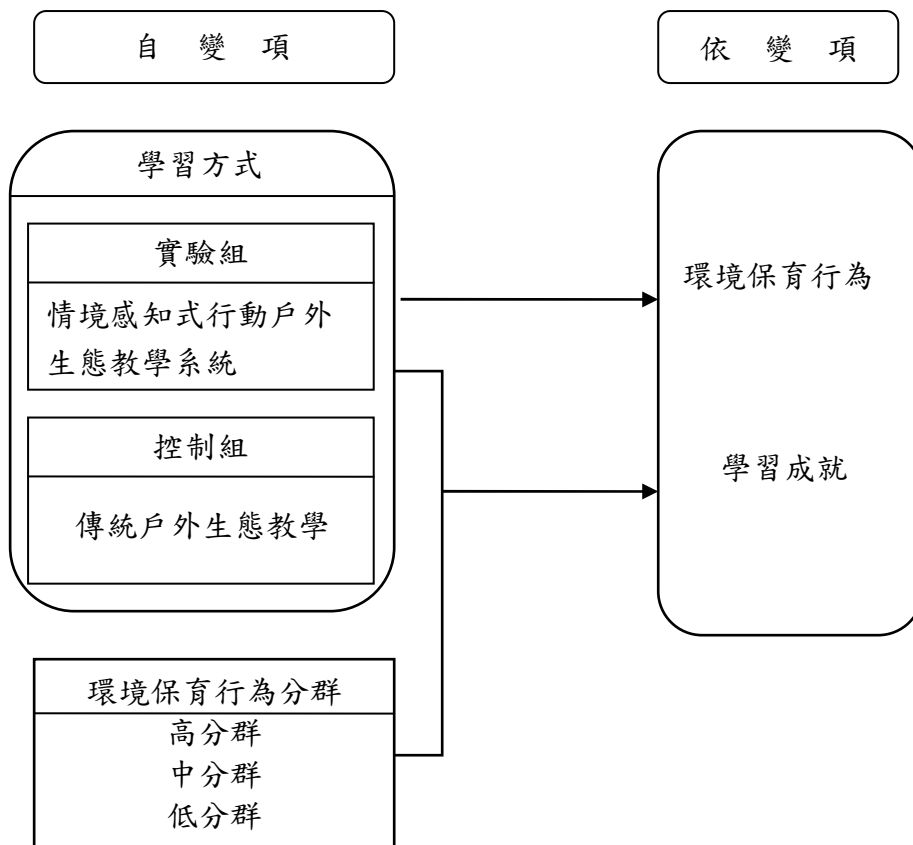 自 變 項
依 變 項
學習方式
實驗組
情境感知式行動戶外
生態教學系統
控制組
傳統戶外生態教學
環境保育行為分群
高分群
中分群
低分群
環境保育行為
學習成就